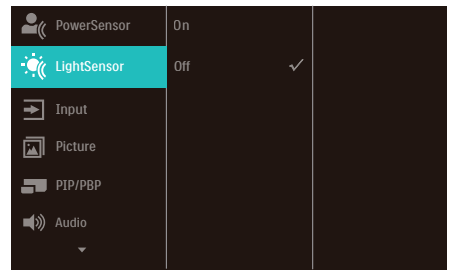 PowerSensor
On
LightSensor
Off
Input
Picture
PIP/PBP
Audio